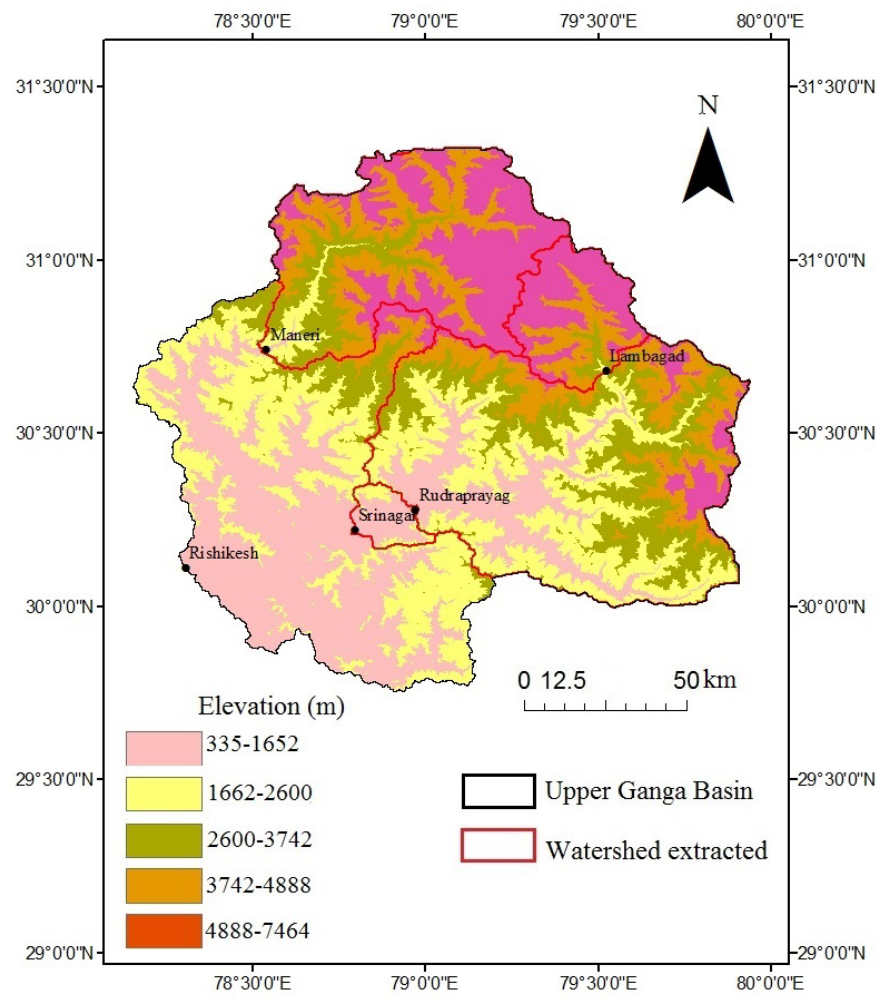 78°30'0"E 79°0'0"E 79°30'0"E 80°0'0"E
31°30'0"N 31°30'0"N
N
31°0'0"N 31°0'0"N
Maneri
Lambagad
30°30'0"N 30°30'0"N
Rudraprayag
Srinagar
Rishikesh
30°0'0"N 30°0'0"N
0 12.5 50 km
Elevation (m)
335-1652
1662-2600
2600-3742
3742-4888
4888-7464
Upper Ganga Basin
Watershed extracted
29°30'0"N 29°30'0"N
29°0'0"N 29°0'0"N
78°30'0"E 79°0'0"E 79°30'0"E 80°0'0"E